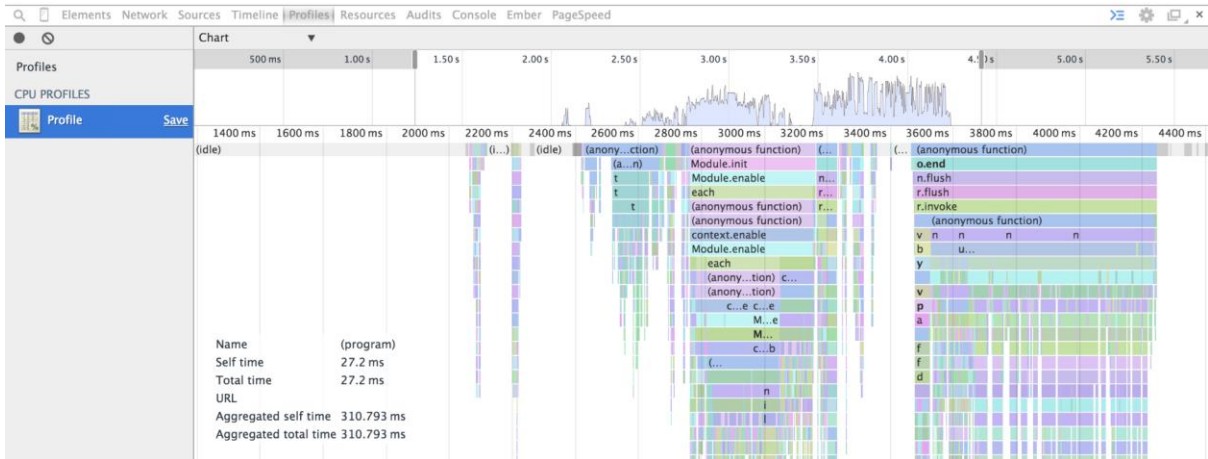 Elements Network Sources Timeline Profiles Resources Audits Console Ember PageSpeed
Chart
Profiles
CPU PROFILES
Profile Save
500 ms 1.00 s 1.50 s 2.00 s 2.50 s 3.00 s 3.50 s 4.00 s 5.00 s 5.50 s
1400 ms 1600 ms 1800 ms 2000 ms 2200 ms 2400 ms 2600 ms 2800 ms 3000 ms 3200 ms 3400 ms 3600 ms 3800 ms 4000 ms 4200 ms 4400 ms
(idle) (i...) (idle) (anony...ction) (anonymous function) (... (... (anonymous function)
(a...n) Module.init o.end
t Module.enable n... n.flush
t each r... r.flush
t (anonymous function) r... r.invoke
(anonymous function) (anonymous function)
context.enable v n n n n
Module.enable b u...
each y
(anony...tion) c...
(anony...tion) v
c...e c...e p
M...e a
M...
c...b f
(... f
d
n
i
l
Name (program)
Self time 27.2 ms
Total time 27.2 ms
URL
Aggregated self time 310.793 ms
Aggregated total time 310.793 ms